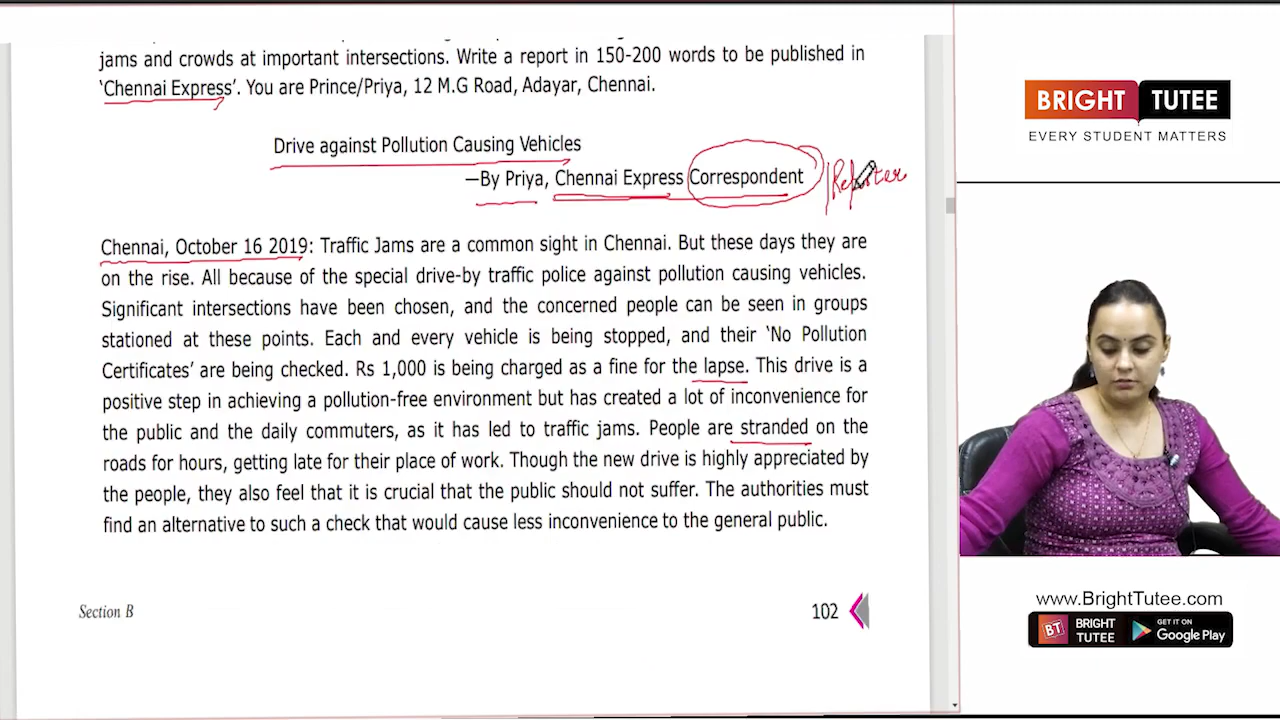 jams and crowds at important intersections. Write a report in 150-200 words to be published in
‘Chennai Express’. You are Prince/Priya, 12 M.G Road, Adayar, Chennai.
Drive against Pollution Causing Vehicles
—By Priya, Chennai Express Correspondent
Reporter
Chennai, October 16 2019: Traffic Jams are a common sight in Chennai. But these days they are
on the rise. All because of the special drive-by traffic police against pollution causing vehicles.
Significant intersections have been chosen, and the concerned people can be seen in groups
stationed at these points. Each and every vehicle is being stopped, and their ‘No Pollution
Certificates’ are being checked. Rs 1,000 is being charged as a fine for the lapse. This drive is a
positive step in achieving a pollution-free environment but has created a lot of inconvenience for
the public and the daily commuters, as it has led to traffic jams. People are stranded on the
roads for hours, getting late for their place of work. Though the new drive is highly appreciated by
the people, they also feel that it is crucial that the public should not suffer. The authorities must
find an alternative to such a check that would cause less inconvenience to the general public.
Section B
102
BRIGHT TUTEE
EVERY STUDENT MATTERS
www.BrightTutee.com
BT BRIGHT TUTEE
GET IT ON
Google Play